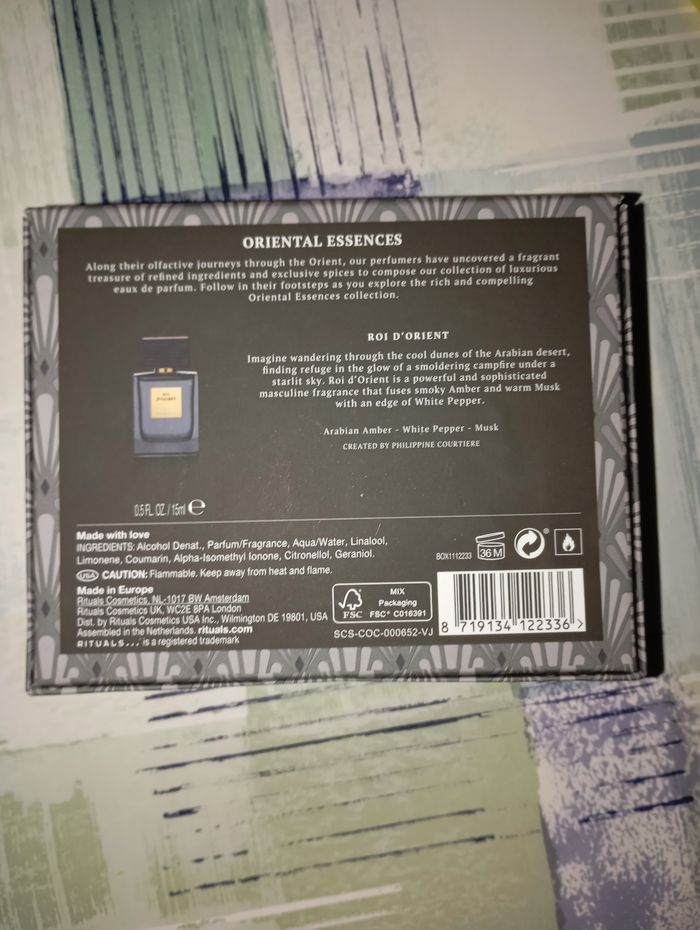 ORIENTAL ESSENCES
Along their olfactive journeys through the Orient, our perfumers have uncovered a fragrant
treasure of refined ingredients and exclusive spices to compose our collection of luxurious
eaux de parfum. Follow in their footsteps as you explore the rich and compelling
Oriental Essences collection.
ROI D'ORIENT
Imagine wandering through the cool dunes of the Arabian desert,
finding refuge in the glow of a smoldering campfire under a
starlit sky. Roi d'Orient is a powerful and sophisticated
masculine fragrance that fuses smoky Amber and warm Musk
with an edge of White Pepper.
Arabian Amber - White Pepper - Musk
CREATED BY PHILIPPINE COURTIERE
ROI
D'ORIENT
0.5 FL. OZ. / 15ml ℮
Made with love
INGREDIENTS: Alcohol Denat., Parfum/Fragrance, Aqua/Water, Linalool,
Limonene, Coumarin, Alpha-Isomethyl Ionone, Citronellol, Geraniol.
USA CAUTION: Flammable. Keep away from heat and flame.
Made in Europe
Rituals Cosmetics, NL-1017 BW Amsterdam
Rituals Cosmetics UK, WC2E 8PA London
Dist. by Rituals Cosmetics USA Inc., Wilmington DE 19801, USA
Assembled in the Netherlands. rituals.com
RITUALS... is a registered trademark
BOX1112233
36 M
FSC
MIX
Packaging
FSC® C016391
SCS-COC-000652-VJ
8 719134 122336 >